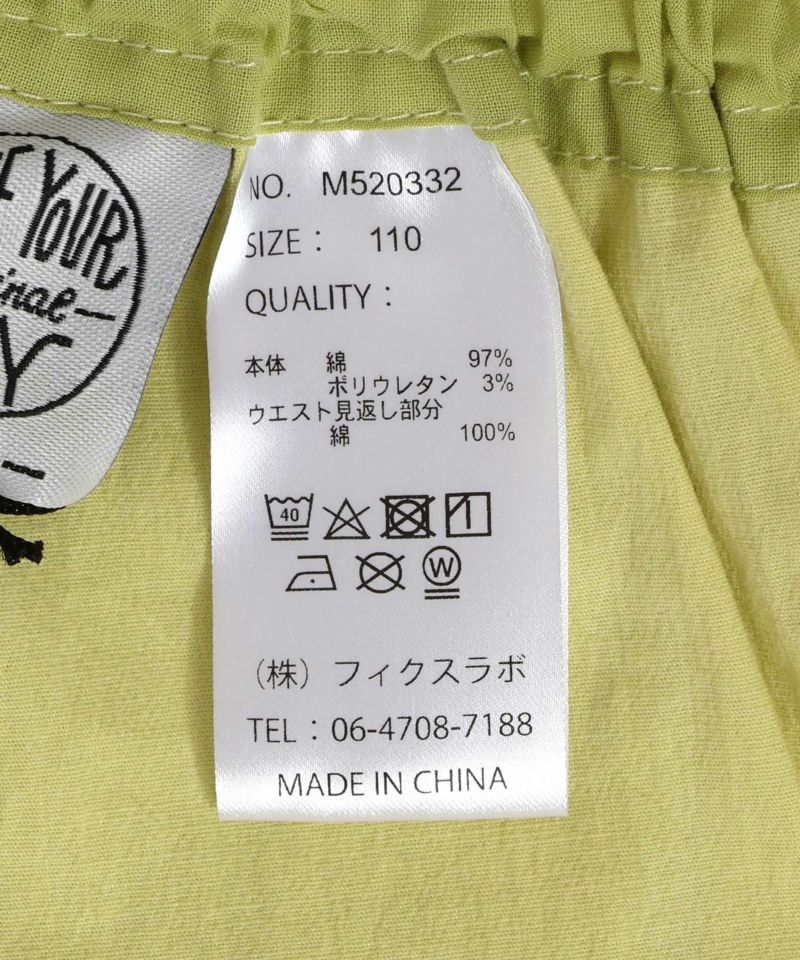 YOUR
NO. M520332
SIZE： 110
QUALITY：
本体 綿 97%
ポリウレタン 3%
ウエスト見返し部分
綿 100%
40
W
（株）フィクスラボ
TEL：06-4708-7188
MADE IN CHINA